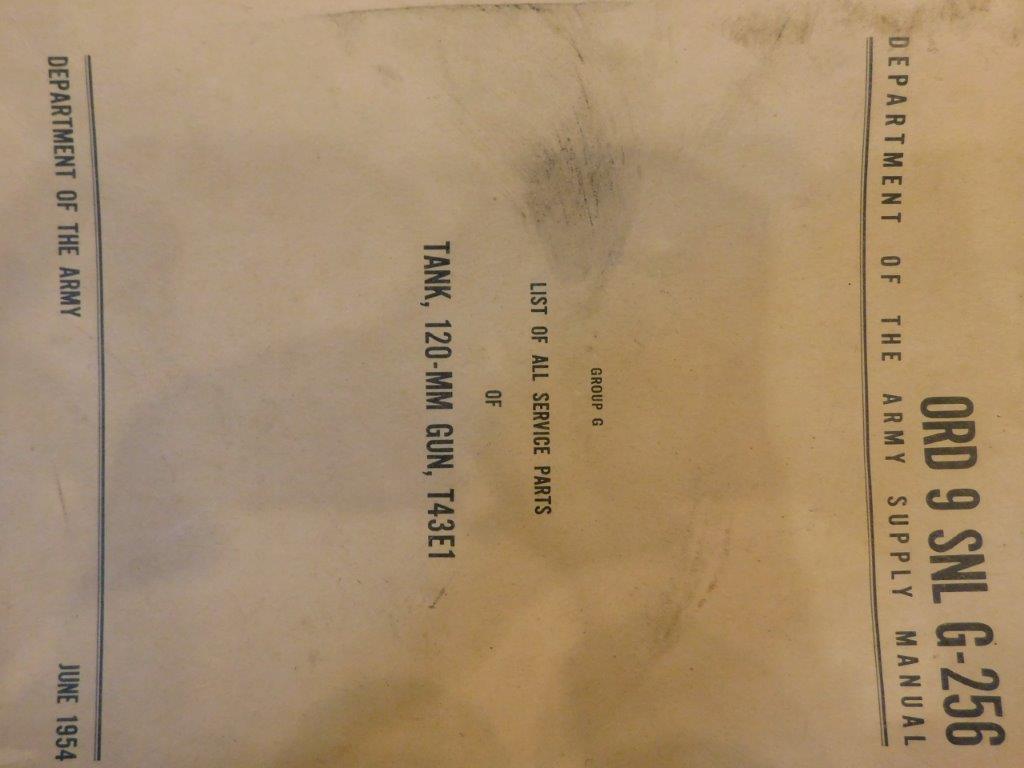 ORD 9 SNL G-256
DEPARTMENT OF THE ARMY SUPPLY MANUAL
GROUP G
LIST OF ALL SERVICE PARTS
OF
TANK, 120-MM GUN, T43E1
DEPARTMENT OF THE ARMY JUNE 1954